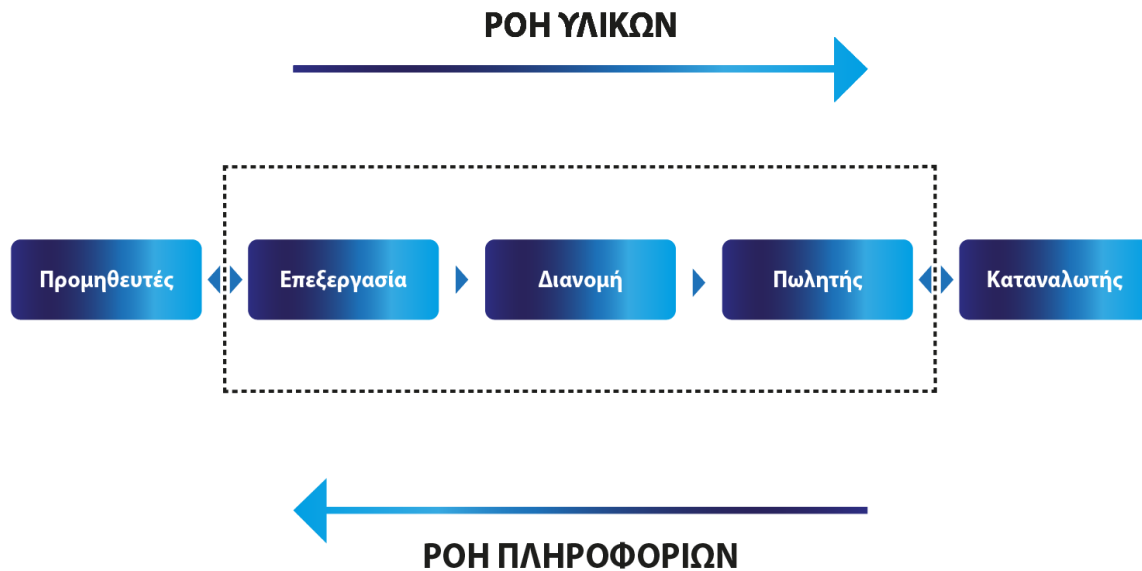 ΡΟΗ ΥΛΙΚΩΝ
Προμηθευτές
Επεξεργασία
Διανομή
Πωλητής
Καταναλωτής
ΡΟΗ ΠΛΗΡΟΦΟΡΙΩΝ